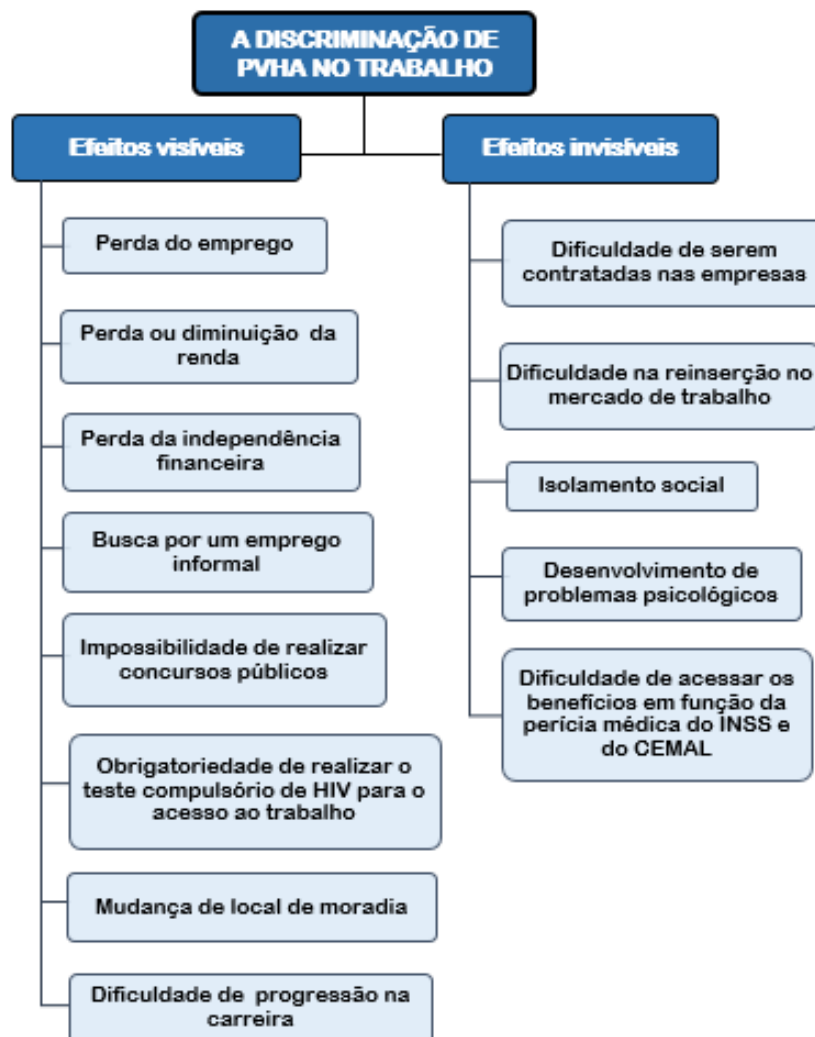 A DISCRIMINAÇÃO DE
PVHA NO TRABALHO
Efeitos visíveis
Perda do emprego
Perda ou diminuição da
renda
Perda da independência
financeira
Busca por um emprego
informal
Impossibilidade de realizar
concursos públicos
Obrigatoriedade de realizar o
teste compulsório de HIV para o
acesso ao trabalho
Mudança de local de moradia
Dificuldade de progressão na
carreira
Efeitos invisíveis
Dificuldade de serem
contratadas nas empresas
Dificuldade na reinserção no
mercado de trabalho
Isolamento social
Desenvolvimento de
problemas psicológicos
Dificuldade de acessar os
benefícios em função da
perícia médica do INSS e
do CEMAL